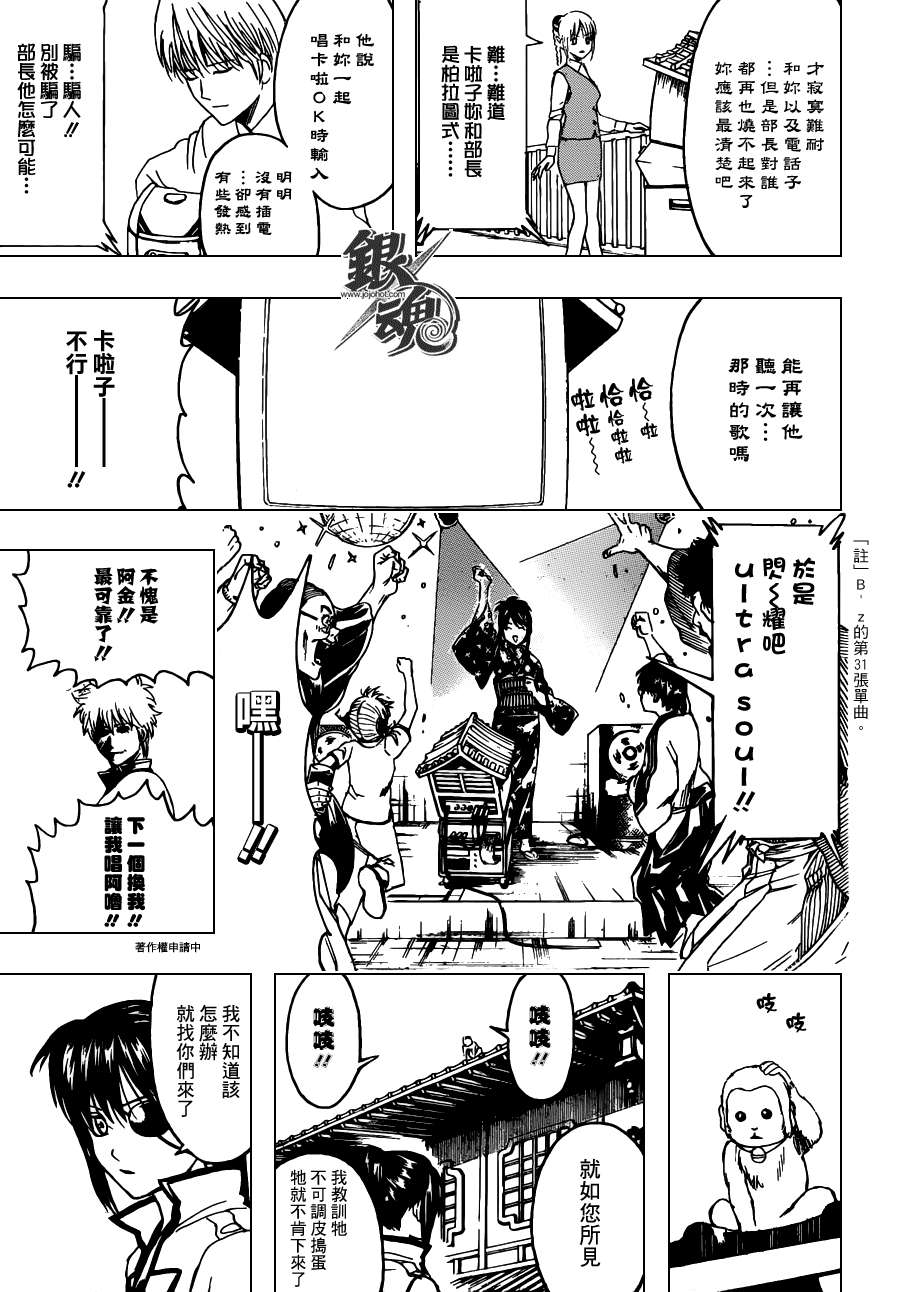 才寂寞難耐
和妳以及電話子
…但是部長對誰
都再也燒不起來了
妳應該最清楚吧
難…難道
卡啦子妳和部長
是柏拉圖式……
他說
和妳一起
唱卡啦OK時輸入
明明
沒有插電
…卻感到
有些發熱
騙…騙人!!
別被騙了
部長他怎麼可能…
銀魂
www.jojohot.com
能再讓他
聽一次…
那時的歌嗎
恰~啦
恰恰啦啦
啦啦~
卡啦子——
不行——!!
「註」B'z的第31張單曲。
於是
閃~耀吧
ultra soul!!
嘿——!!
不愧是
阿金!!
最可靠了!!
下一個換我!!
讓我唱阿嚕!!
著作權申請中
吱
吱
吱吱!!
吱吱!!
就如您所見
我教訓牠
不可調皮搗蛋
牠就不肯下來了
我不知道該
怎麼辦
就找你們來了